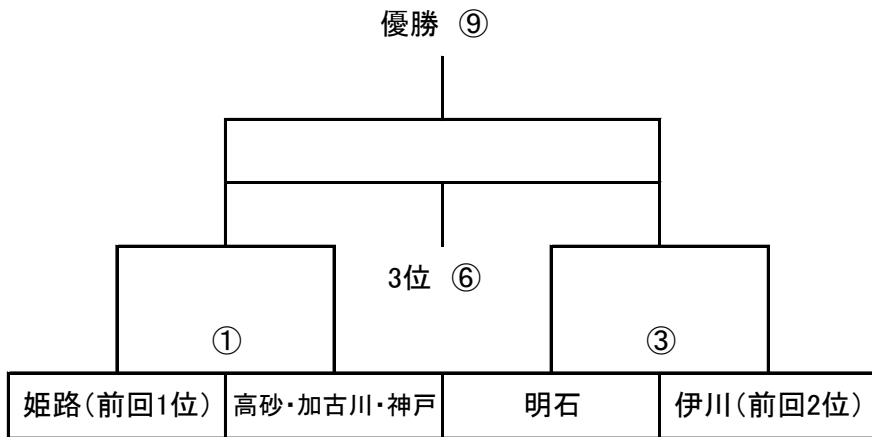 優勝 ⑨
3位 ⑥
① ③
姫路(前回1位) 高砂・加古川・神戸 明石 伊川(前回2位)